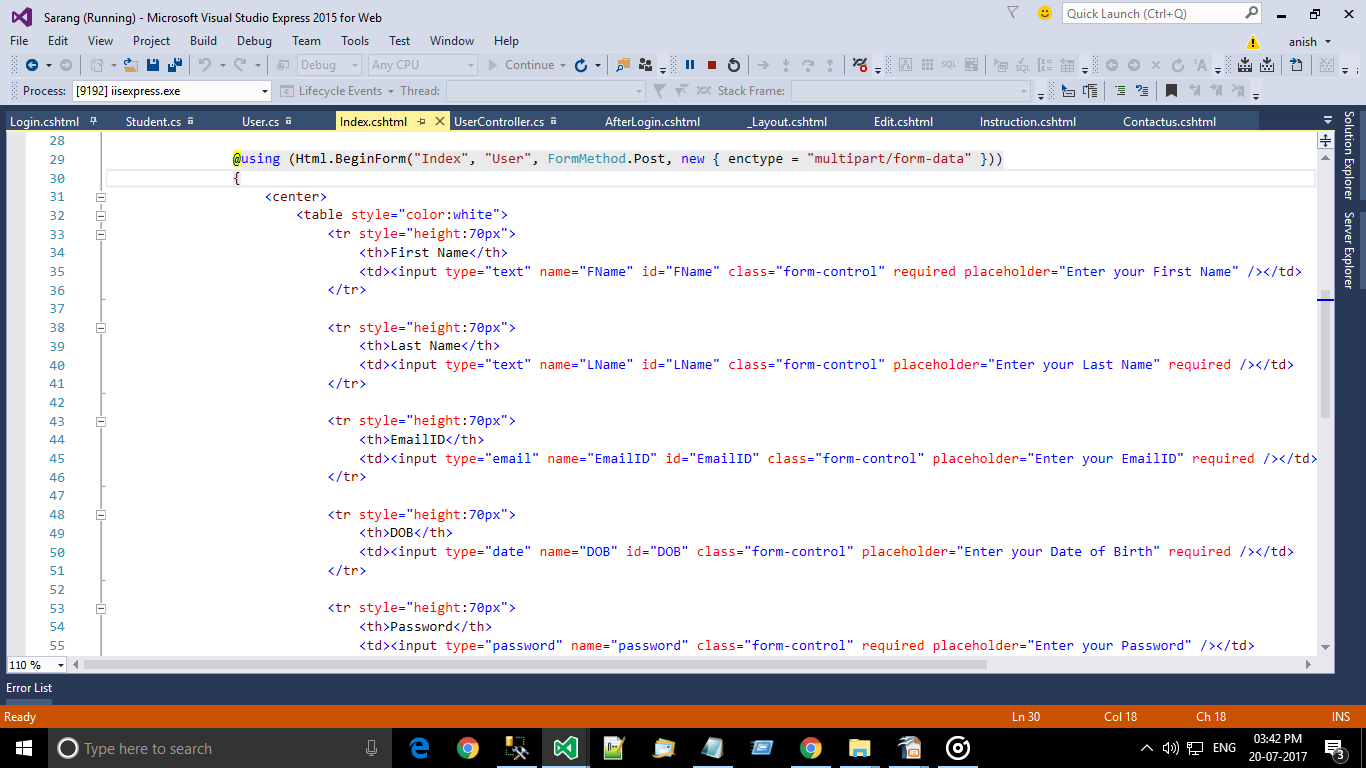 Sarang (Running) - Microsoft Visual Studio Express 2015 for Web
Quick Launch (Ctrl+Q)
File Edit View Project Build Debug Team Tools Test Window Help
anish
Debug Any CPU Continue
Process: [9192] iisexpress.exe Lifecycle Events Thread: Stack Frame:
Login.cshtml Student.cs User.cs Index.cshtml UserController.cs AfterLogin.cshtml _Layout.cshtml Edit.cshtml Instruction.cshtml Contactus.cshtml
Solution Explorer
Server Explorer
28
29 @using (Html.BeginForm("Index", "User", FormMethod.Post, new { enctype = "multipart/form-data" }))
30 {
31 <center>
32 <table style="color:white">
33 <tr style="height:70px">
34 <th>First Name</th>
35 <td><input type="text" name="FName" id="FName" class="form-control" required placeholder="Enter your First Name" /></td>
36 </tr>
37
38 <tr style="height:70px">
39 <th>Last Name</th>
40 <td><input type="text" name="LName" id="LName" class="form-control" placeholder="Enter your Last Name" required /></td>
41 </tr>
42
43 <tr style="height:70px">
44 <th>EmailID</th>
45 <td><input type="email" name="EmailID" id="EmailID" class="form-control" placeholder="Enter your EmailID" required /></td>
46 </tr>
47
48 <tr style="height:70px">
49 <th>DOB</th>
50 <td><input type="date" name="DOB" id="DOB" class="form-control" placeholder="Enter your Date of Birth" required /></td>
51 </tr>
52
53 <tr style="height:70px">
54 <th>Password</th>
55 <td><input type="password" name="password" class="form-control" required placeholder="Enter your Password" /></td>
110 %
Error List
Ready Ln 30 Col 18 Ch 18 INS
Type here to search
ENG
03:42 PM
20-07-2017
3